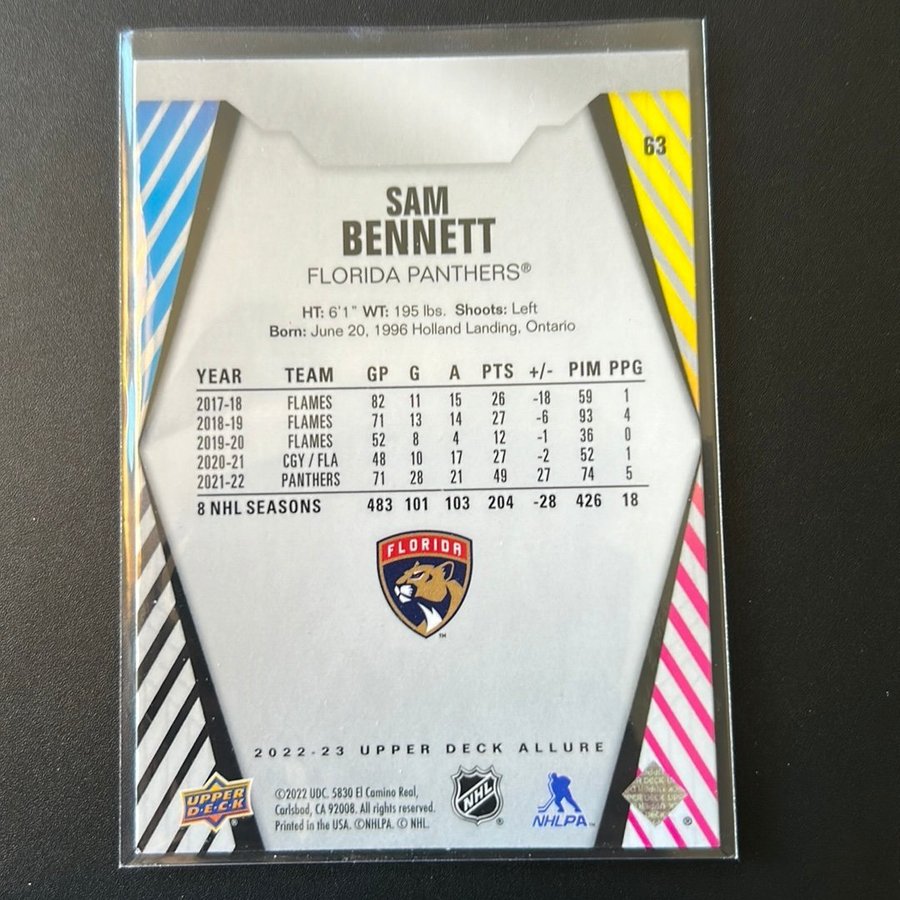 63
SAM
BENNETT
FLORIDA PANTHERS®
HT: 6'1" WT: 195 lbs. Shoots: Left
Born: June 20, 1996 Holland Landing, Ontario
YEAR TEAM GP G A PTS +/- PIM PPG
2017-18 FLAMES 82 11 15 26 -18 59 1
2018-19 FLAMES 71 13 14 27 -6 93 4
2019-20 FLAMES 52 8 4 12 -1 36 0
2020-21 CGY / FLA 48 10 17 27 -2 52 1
2021-22 PANTHERS 71 28 21 49 27 74 5
8 NHL SEASONS 483 101 103 204 -28 426 18
FLORIDA
TM
2022-23 UPPER DECK ALLURE
UPPER
D·E·C·K
®
©2022 UDC. 5830 El Camino Real,
Carlsbad, CA 92008. All rights reserved.
Printed in the USA. ©NHLPA. © NHL.
NHL
®
NHLPA™
®